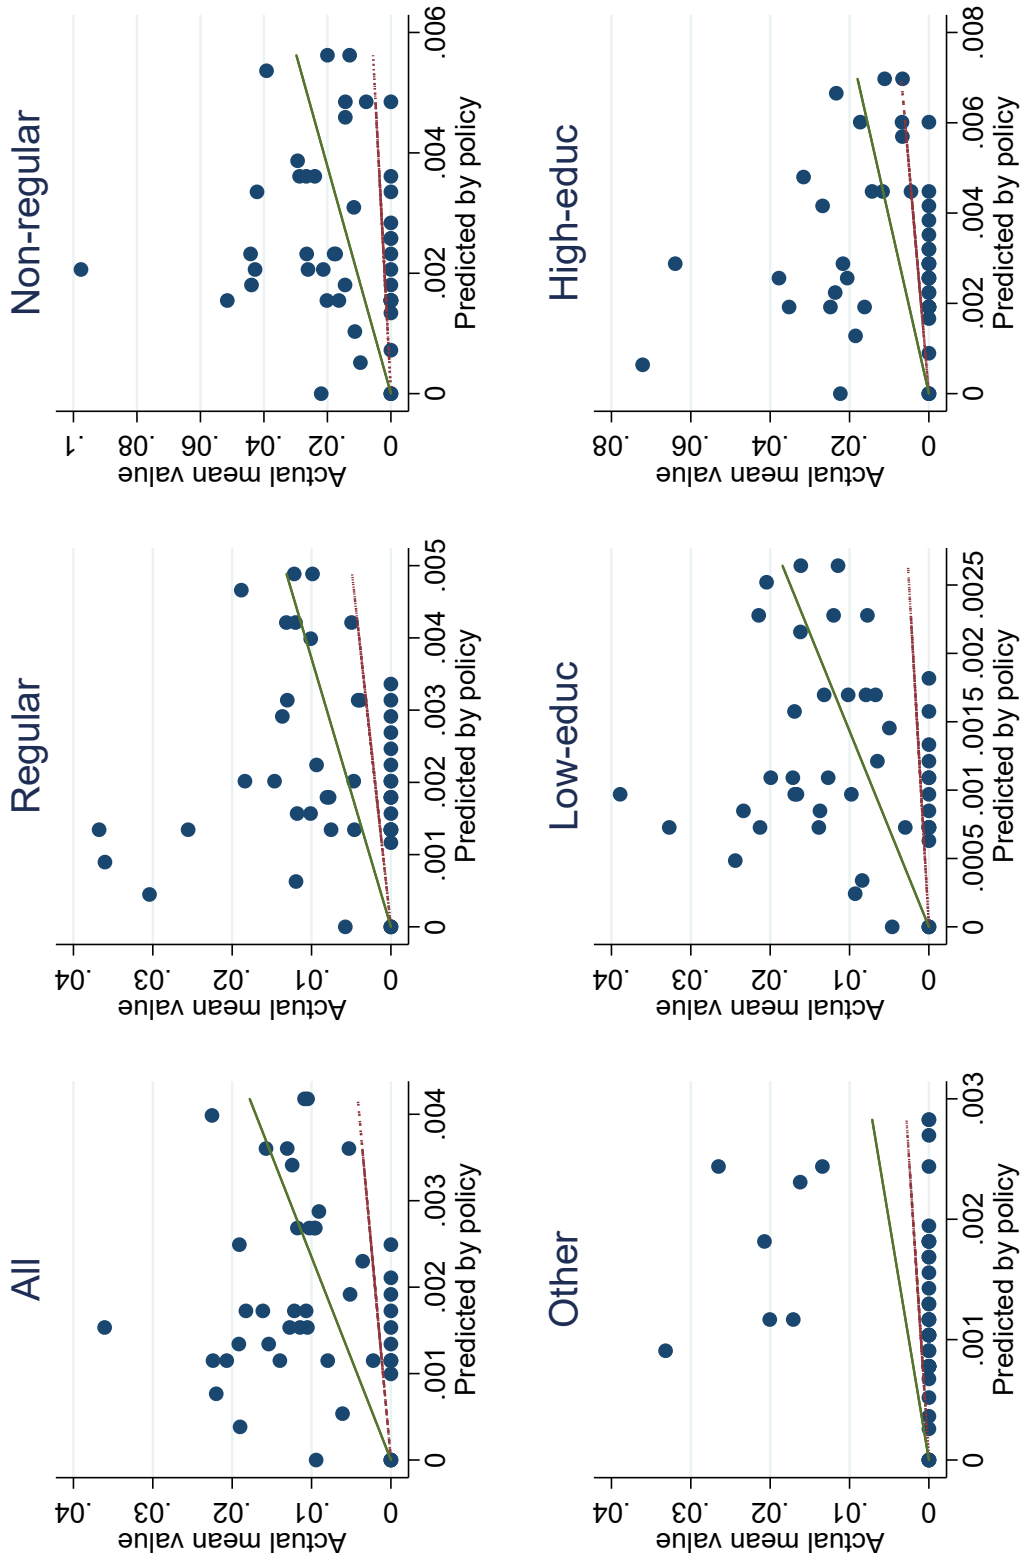 All
Actual mean value
0 .01 .02 .03 .04
0 .001 .002 .003 .004
Predicted by policy
Regular
Actual mean value
0 .01 .02 .03 .04
0 .001 .002 .003 .004 .005
Predicted by policy
Non-regular
Actual mean value
0 .02 .04 .06 .08 .1
0 .002 .004 .006
Predicted by policy
Other
Actual mean value
0 .01 .02 .03 .04
0 .001 .002 .003
Predicted by policy
Low-educ
Actual mean value
0 .01 .02 .03 .04
0 .0005 .001 .0015 .002 .0025
Predicted by policy
High-educ
Actual mean value
0 .02 .04 .06 .08
0 .002 .004 .006 .008
Predicted by policy